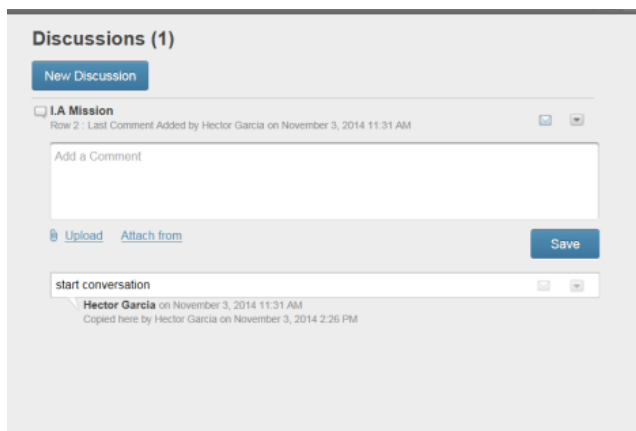 Discussions (1)
New Discussion
I.A Mission
Row 2 : Last Comment Added by Hector Garcia on November 3, 2014 11:31 AM
Add a Comment
Upload Attach from
Save
start conversation
Hector Garcia on November 3, 2014 11:31 AM
Copied here by Hector Garcia on November 3, 2014 2:26 PM